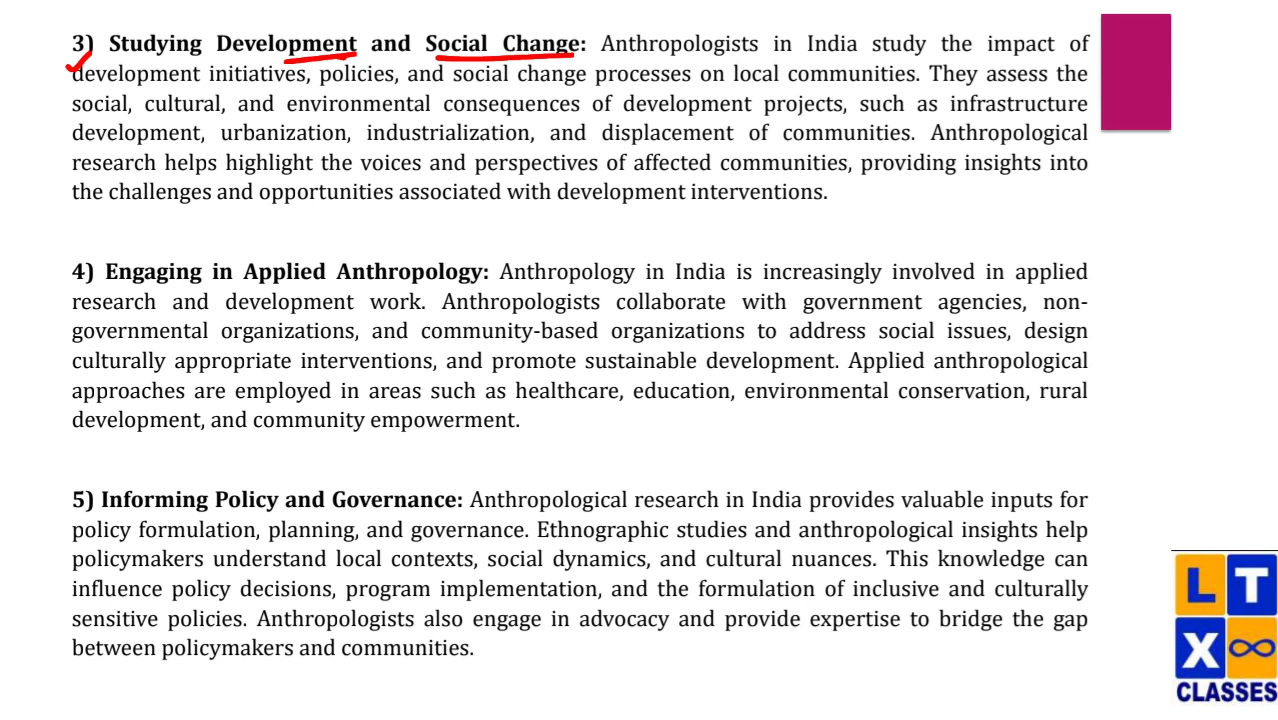 3) Studying Development and Social Change: Anthropologists in India study the impact of
development initiatives, policies, and social change processes on local communities. They assess the
social, cultural, and environmental consequences of development projects, such as infrastructure
development, urbanization, industrialization, and displacement of communities. Anthropological
research helps highlight the voices and perspectives of affected communities, providing insights into
the challenges and opportunities associated with development interventions.
4) Engaging in Applied Anthropology: Anthropology in India is increasingly involved in applied
research and development work. Anthropologists collaborate with government agencies, non-
governmental organizations, and community-based organizations to address social issues, design
culturally appropriate interventions, and promote sustainable development. Applied anthropological
approaches are employed in areas such as healthcare, education, environmental conservation, rural
development, and community empowerment.
5) Informing Policy and Governance: Anthropological research in India provides valuable inputs for
policy formulation, planning, and governance. Ethnographic studies and anthropological insights help
policymakers understand local contexts, social dynamics, and cultural nuances. This knowledge can
influence policy decisions, program implementation, and the formulation of inclusive and culturally
sensitive policies. Anthropologists also engage in advocacy and provide expertise to bridge the gap
between policymakers and communities.
L T
X ∞
CLASSES